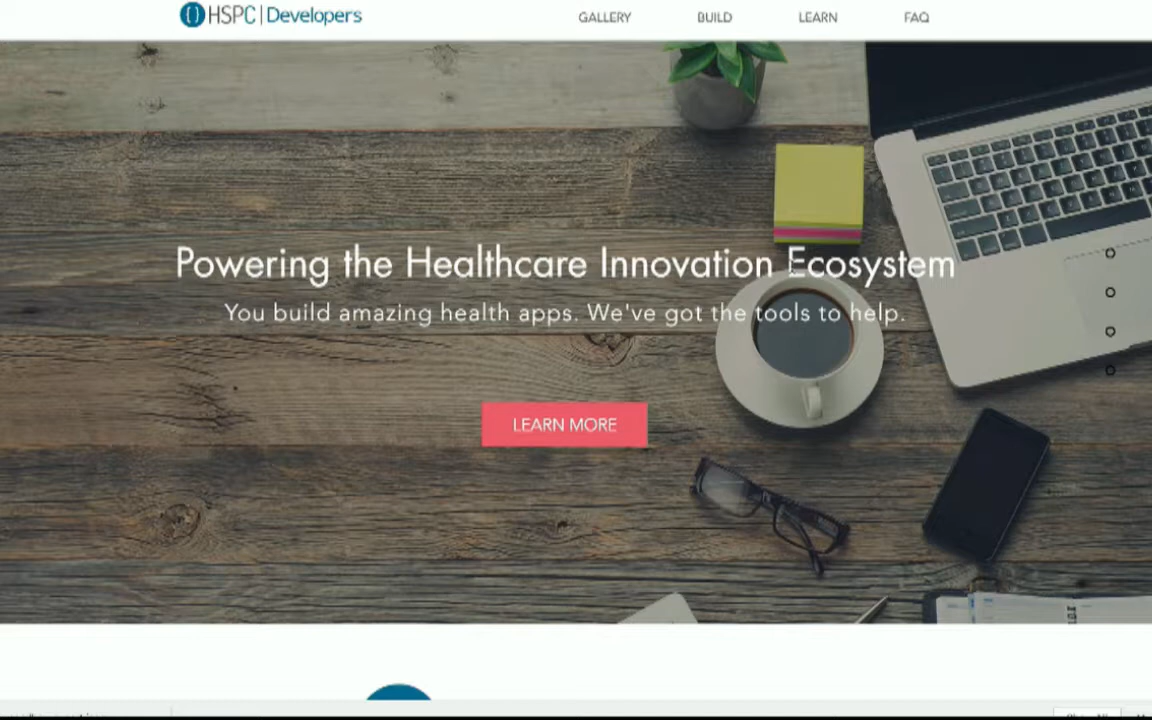 HSPC Developers
GALLERY
BUILD
LEARN
FAQ
Powering the Healthcare Innovation Ecosystem
You build amazing health apps. We've got the tools to help.
LEARN MORE